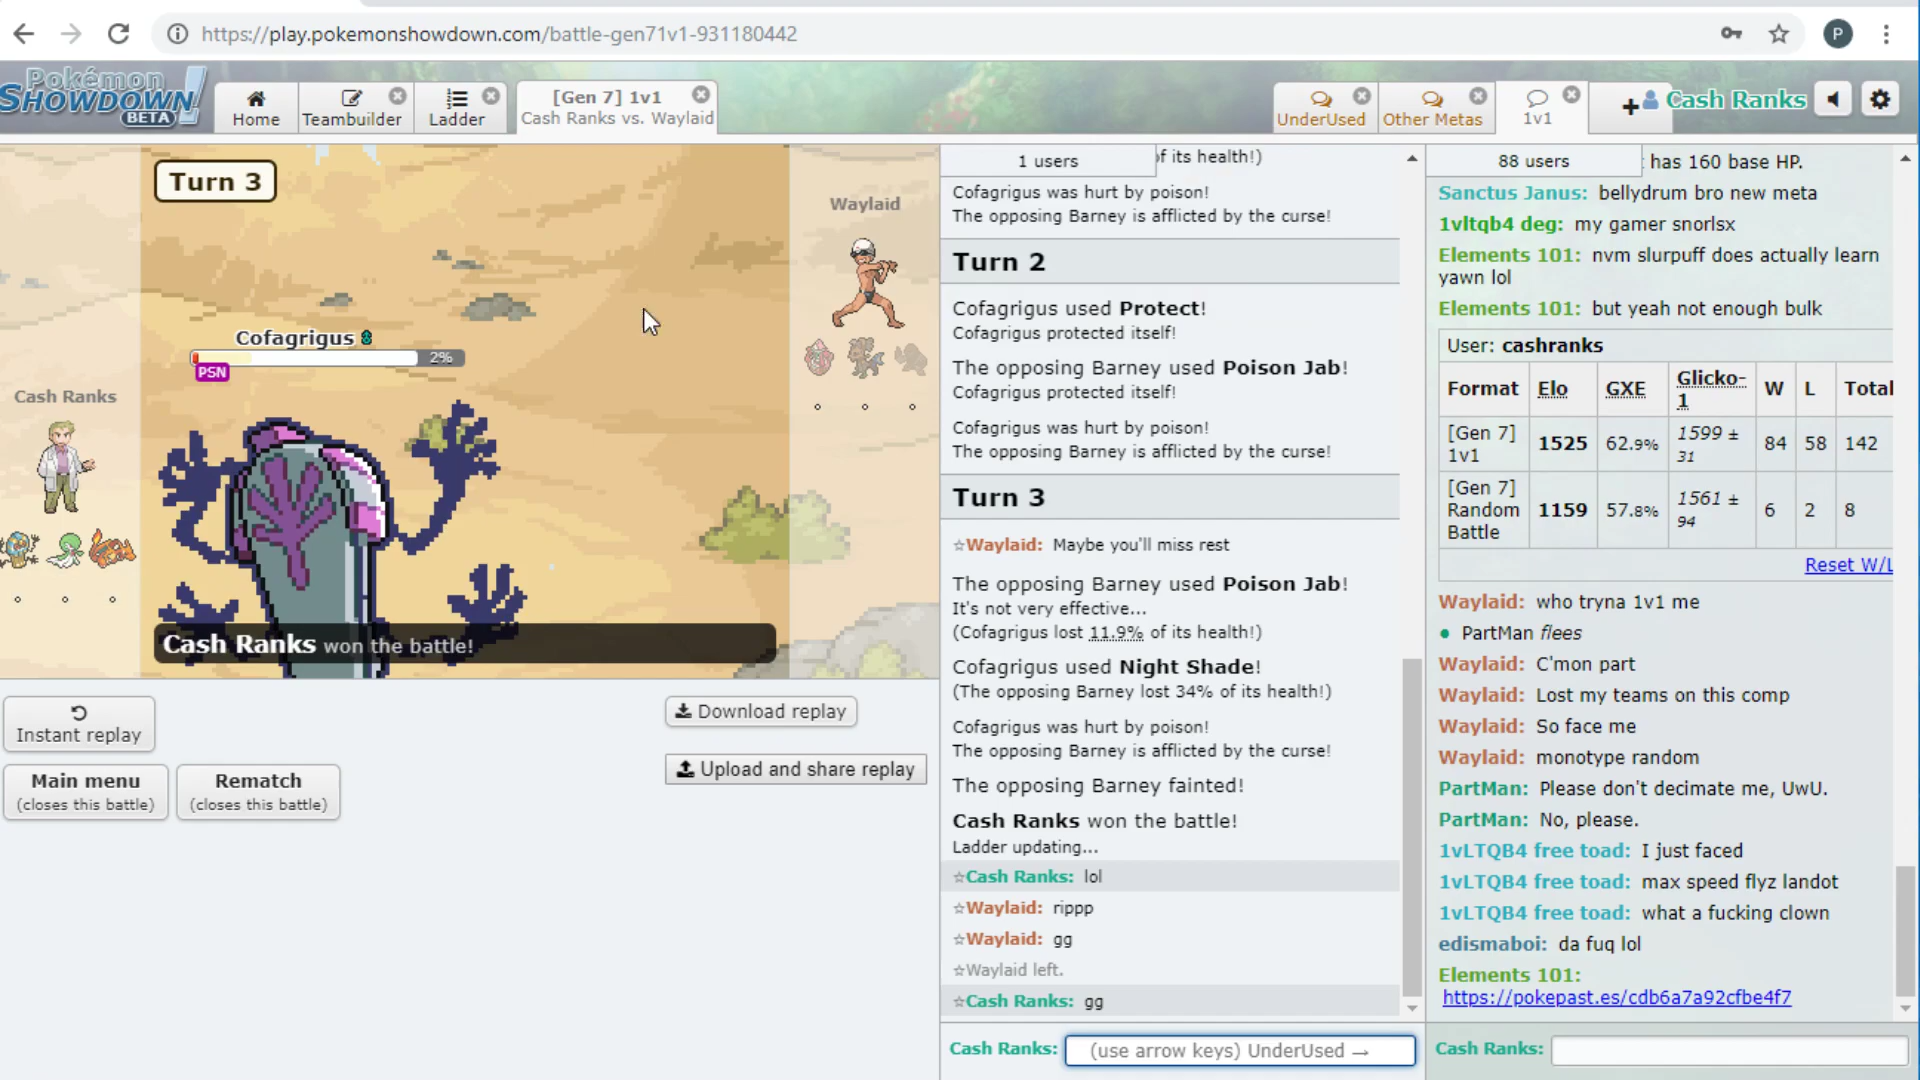 https://play.pokemonshowdown.com/battle-gen71v1-931180442
P
Pokémon
SHOWDOWN!
BETA
Home
Teambuilder
Ladder
[Gen 7] 1v1
Cash Ranks vs. Waylaid
UnderUsed
Other Metas
1v1
+
Cash Ranks
Turn 3
Waylaid
Cofagrigus
2%
PSN
Cash Ranks
Cash Ranks won the battle!
Instant replay
Download replay
Upload and share replay
Main menu
(closes this battle)
Rematch
(closes this battle)
1 users
of its health!)
Cofagrigus was hurt by poison!
The opposing Barney is afflicted by the curse!
Turn 2
Cofagrigus used Protect!
Cofagrigus protected itself!
The opposing Barney used Poison Jab!
Cofagrigus protected itself!
Cofagrigus was hurt by poison!
The opposing Barney is afflicted by the curse!
Turn 3
☆Waylaid: Maybe you'll miss rest
The opposing Barney used Poison Jab!
It's not very effective...
(Cofagrigus lost 11.9% of its health!)
Cofagrigus used Night Shade!
(The opposing Barney lost 34% of its health!)
Cofagrigus was hurt by poison!
The opposing Barney is afflicted by the curse!
The opposing Barney fainted!
Cash Ranks won the battle!
Ladder updating...
☆Cash Ranks: lol
☆Waylaid: rippp
☆Waylaid: gg
☆Waylaid left.
☆Cash Ranks: gg
Cash Ranks: (use arrow keys) UnderUsed →
88 users
has 160 base HP.
Sanctus Janus: bellydrum bro new meta
1vltqb4 deg: my gamer snorlsx
Elements 101: nvm slurpuff does actually learn
yawn lol
Elements 101: but yeah not enough bulk
User: cashranks
Format Elo GXE Glicko-1 W L Total
[Gen 7] 1v1 1525 62.9% 1599 ± 31 84 58 142
[Gen 7] Random Battle 1159 57.8% 1561 ± 94 6 2 8
Reset W/L
Waylaid: who tryna 1v1 me
• PartMan flees
Waylaid: C'mon part
Waylaid: Lost my teams on this comp
Waylaid: So face me
Waylaid: monotype random
PartMan: Please don't decimate me, UwU.
PartMan: No, please.
1vLTQB4 free toad: I just faced
1vLTQB4 free toad: max speed flyz landot
1vLTQB4 free toad: what a fucking clown
edismaboi: da fuq lol
Elements 101:
https://pokepast.es/cdb6a7a92cfbe4f7
Cash Ranks: